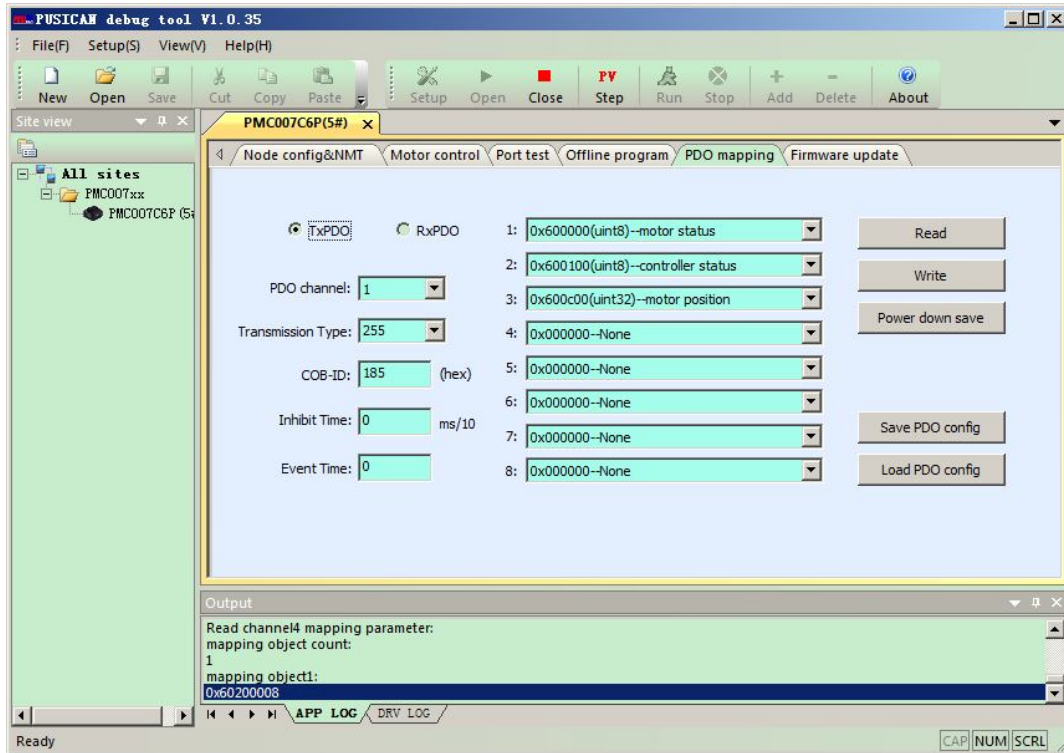 PUSICAN debug tool V1.0.35
File(F) Setup(S) View(V) Help(H)
New Open Save Cut Copy Paste Setup Open Close PV Step Run Stop Add Delete About
Site view
PMC007C6P(5#) x
All sites
PMC007xx
PMC007C6P (5#
Node config&NMT Motor control Port test Offline program PDO mapping Firmware update
TxPDO RxPDO
PDO channel: 1
Transmission Type: 255
COB-ID: 185 (hex)
Inhibit Time: 0 ms/10
Event Time: 0
1: 0x600000(uint8)--motor status
2: 0x600100(uint8)--controller status
3: 0x600c00(uint32)--motor position
4: 0x000000--None
5: 0x000000--None
6: 0x000000--None
7: 0x000000--None
8: 0x000000--None
Read
Write
Power down save
Save PDO config
Load PDO config
Output
Read channel4 mapping parameter:
mapping object count:
1
mapping object1:
0x60200008
APP LOG DRV LOG
Ready CAP NUM SCRL